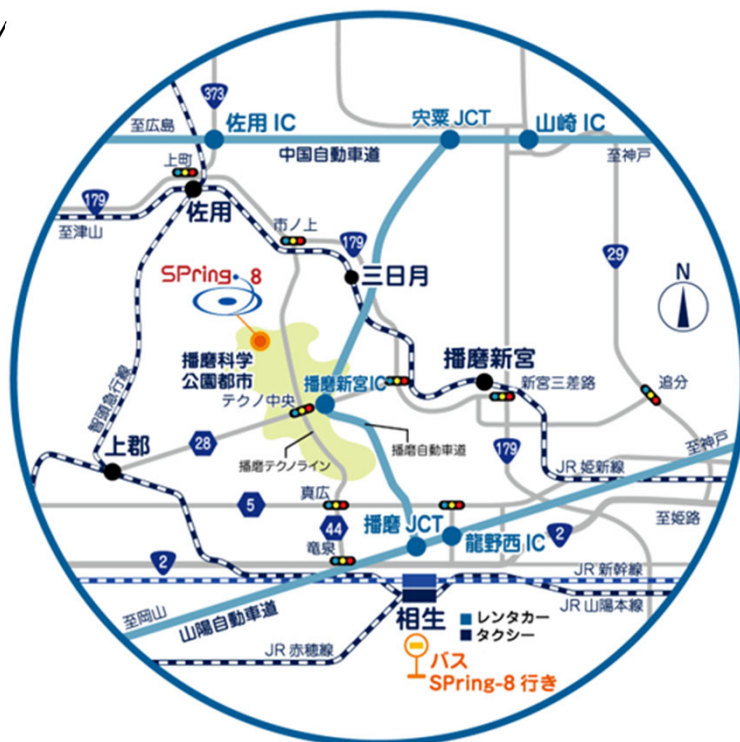 373
至広島
佐用 IC
宍粟 JCT
山崎 IC
中国自動車道
至神戸
上町
179
佐用
至津山
市ノ上
179
29
三日月
N
SPring-8
播磨科学
公園都市
播磨新宮
播磨新宮 IC
新宮三差路
追分
テクノ中央
智頭急行線
上郡
28
播磨テクノライン
播磨自動車道
179
至神戸
JR 姫新線
真広
5
44
播磨 JCT
龍野西 IC
2
至姫路
竜泉
2
JR 新幹線
至岡山
山陽自動車道
相生
レンタカー
タクシー
JR 山陽本線
JR 赤穂線
バス
SPring-8 行き